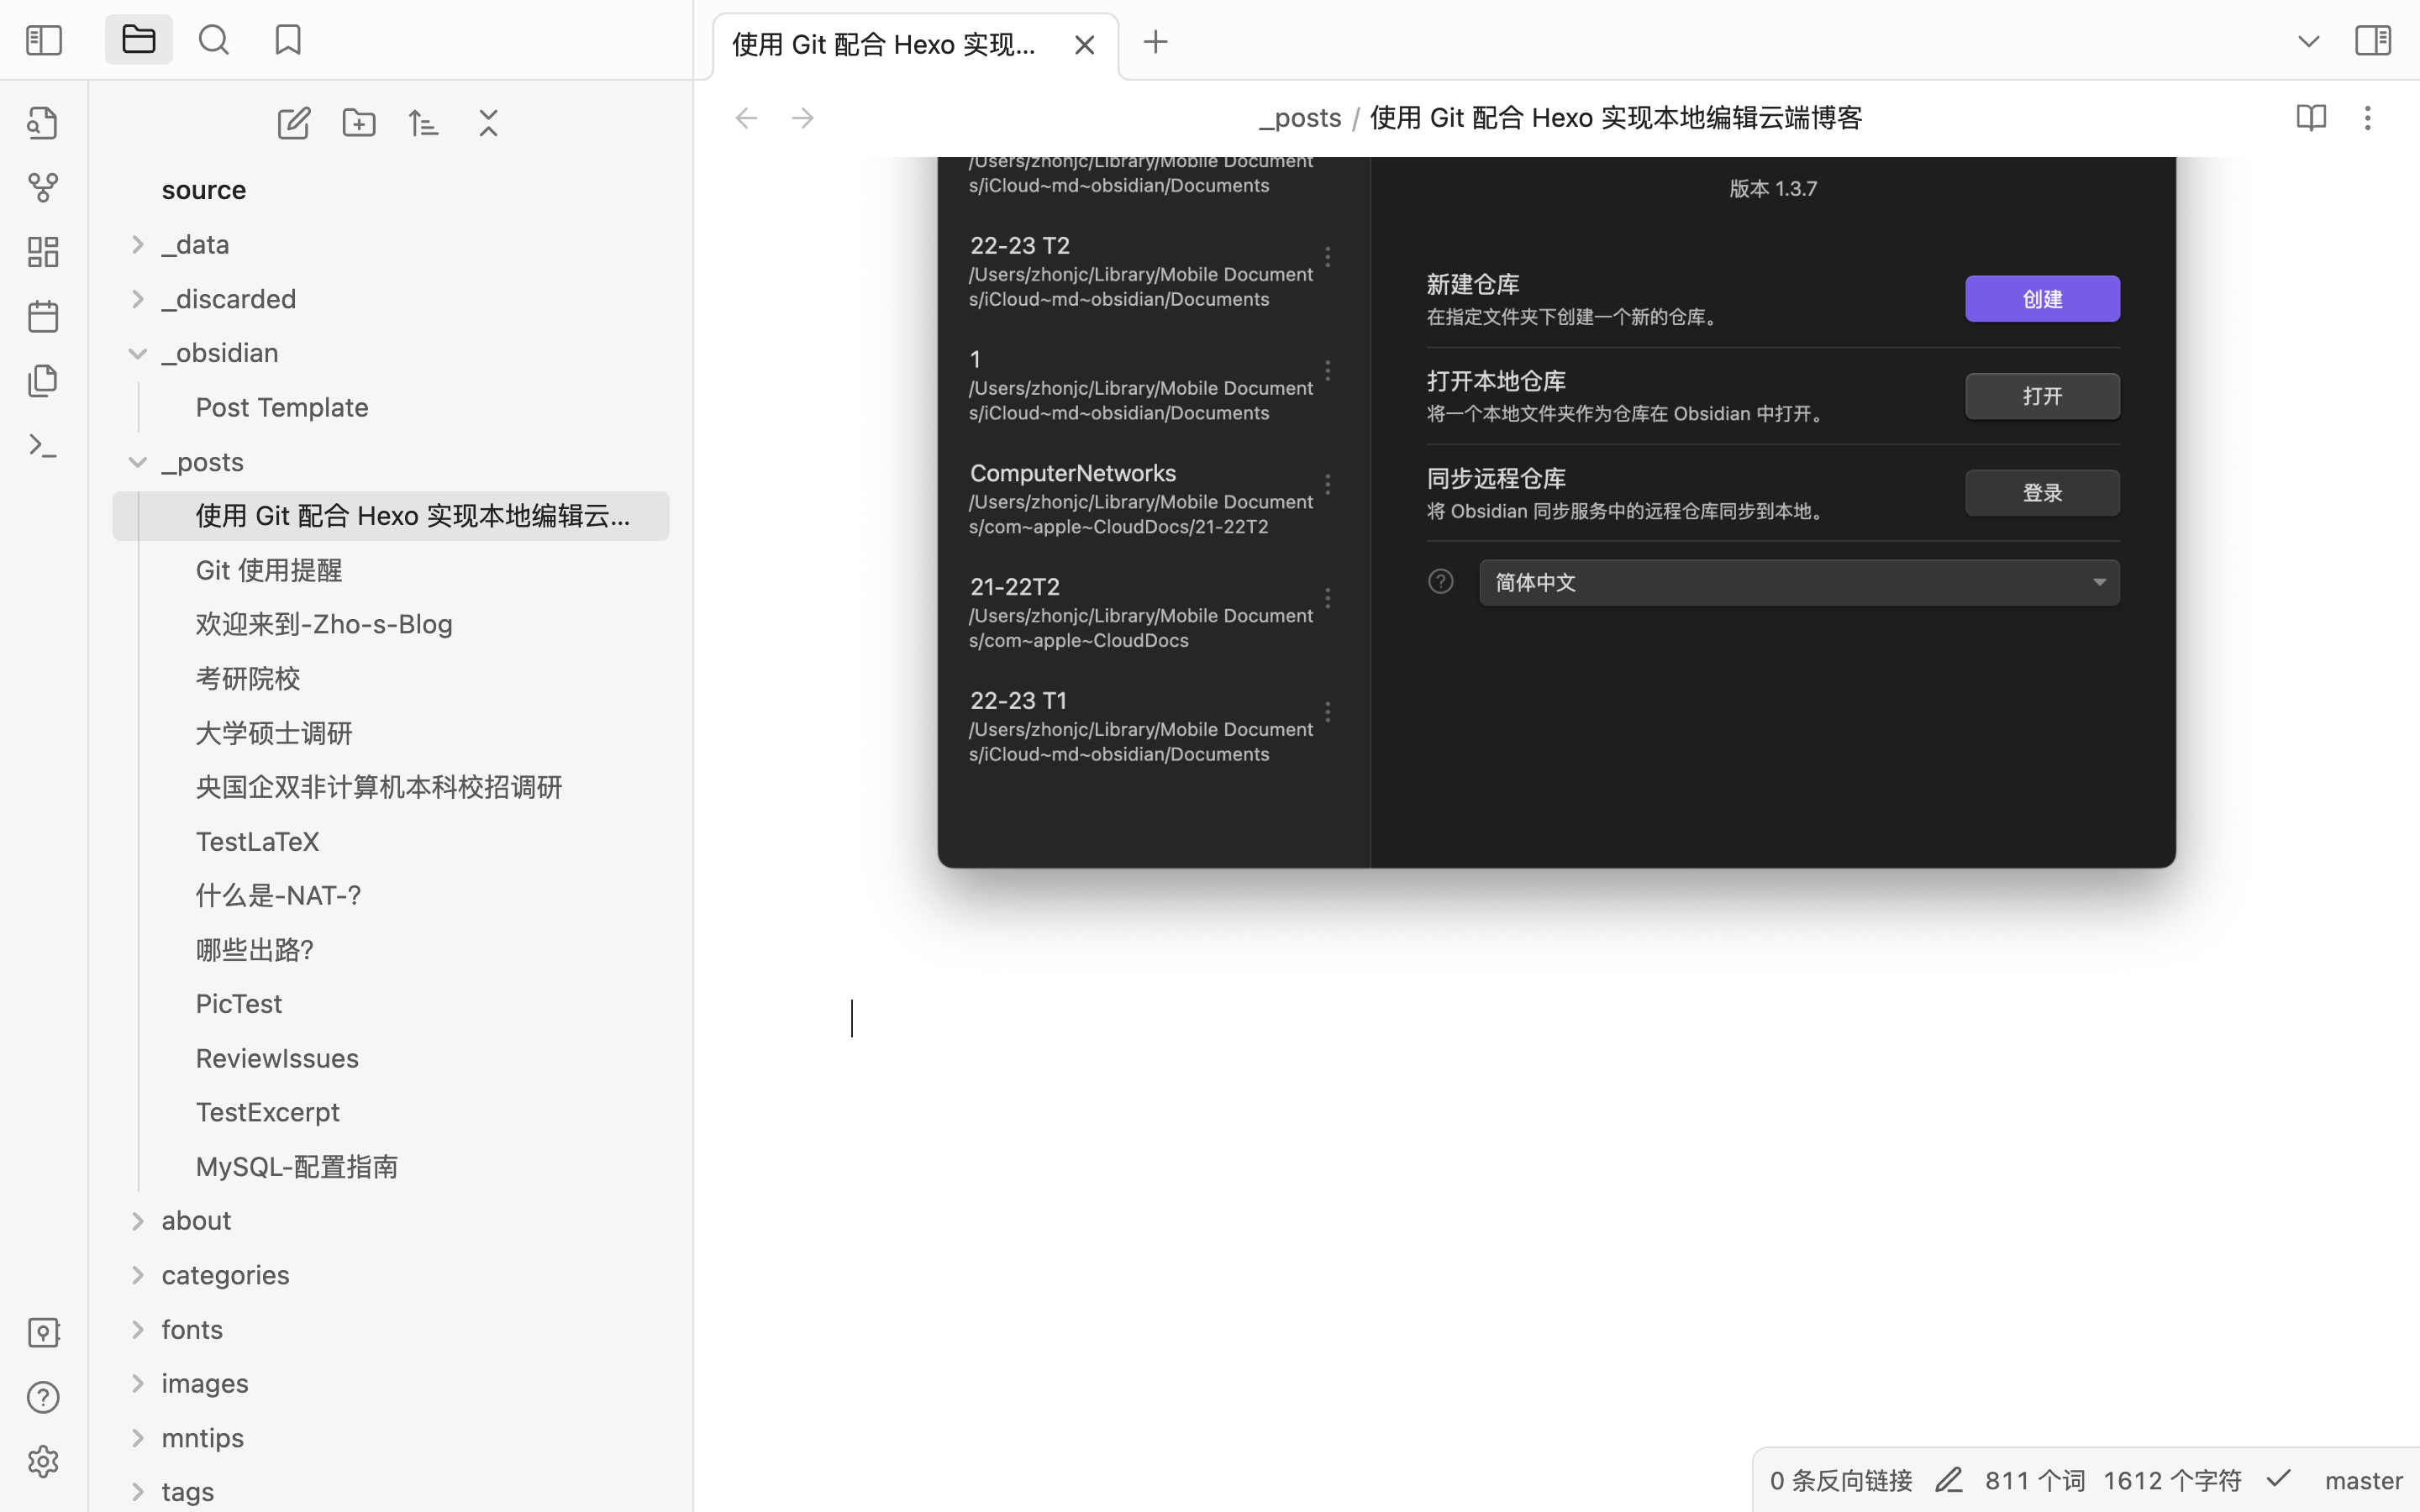 使用 Git 配合 Hexo 实现...
_posts / 使用 Git 配合 Hexo 实现本地编辑云端博客
source
_data
_discarded
_obsidian
Post Template
_posts
使用 Git 配合 Hexo 实现本地编辑云...
Git 使用提醒
欢迎来到-Zho-s-Blog
考研院校
大学硕士调研
央国企双非计算机本科校招调研
TestLaTeX
什么是-NAT-?
哪些出路?
PicTest
ReviewIssues
TestExcerpt
MySQL-配置指南
about
categories
fonts
images
mntips
tags
/Users/zhonjc/Library/Mobile Document
s/iCloud~md~obsidian/Documents
22-23 T2
/Users/zhonjc/Library/Mobile Document
s/iCloud~md~obsidian/Documents
1
/Users/zhonjc/Library/Mobile Document
s/iCloud~md~obsidian/Documents
ComputerNetworks
/Users/zhonjc/Library/Mobile Document
s/com~apple~CloudDocs/21-22T2
21-22T2
/Users/zhonjc/Library/Mobile Document
s/com~apple~CloudDocs
22-23 T1
/Users/zhonjc/Library/Mobile Document
s/iCloud~md~obsidian/Documents
版本 1.3.7
新建仓库
在指定文件夹下创建一个新的仓库。
创建
打开本地仓库
将一个本地文件夹作为仓库在 Obsidian 中打开。
打开
同步远程仓库
将 Obsidian 同步服务中的远程仓库同步到本地。
登录
简体中文
0 条反向链接 811 个词 1612 个字符 master